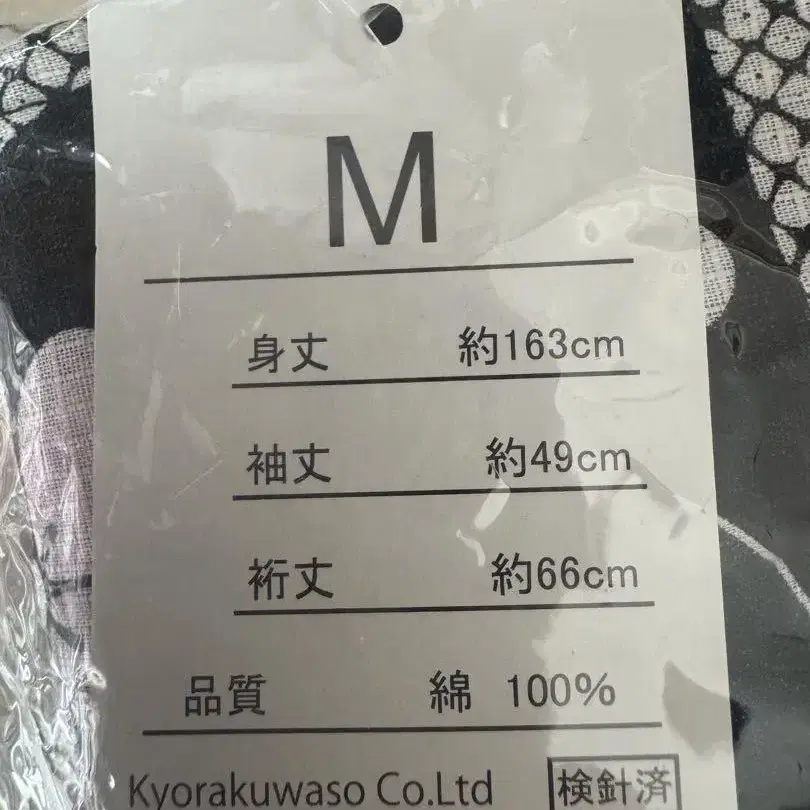 M
身丈 約163cm
袖丈 約49cm
裄丈 約66cm
品質 綿 100%
Kyorakuwaso Co.Ltd 検針済